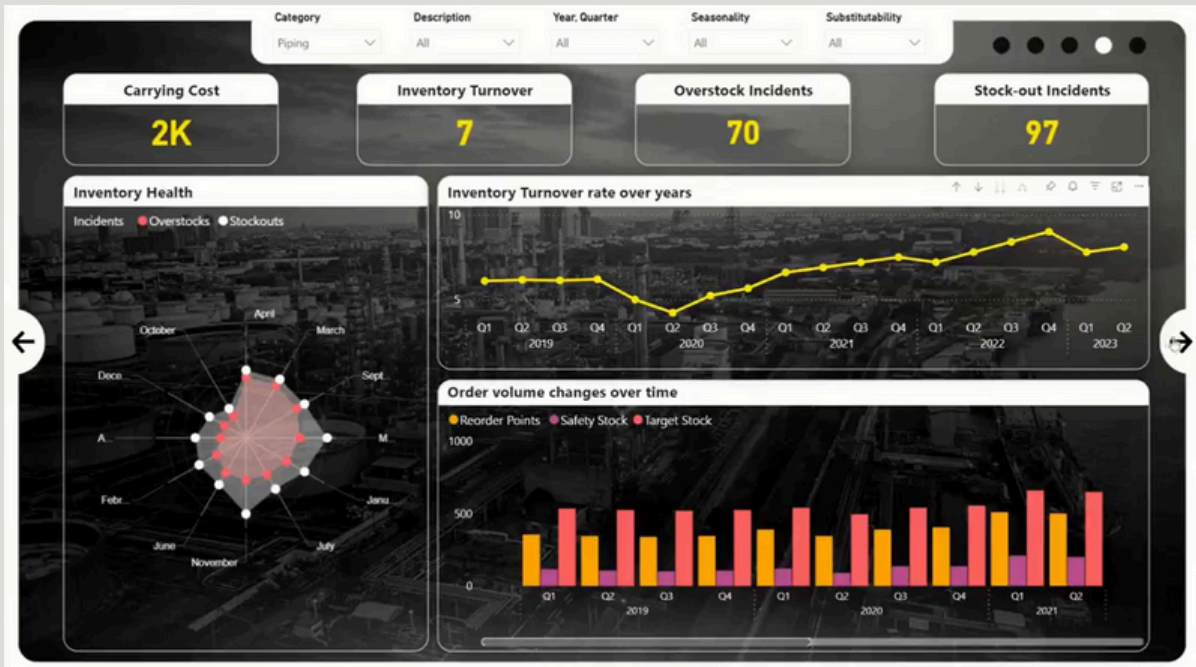 Category Description Year, Quarter Seasonality Substitutability
Piping All All All All
Carrying Cost Inventory Turnover Overstock Incidents Stock-out Incidents
2K 7 70 97
Inventory Health
Incidents Overstocks Stockouts
April
March
Sept...
M...
Janu...
July
November
June
Febr...
A...
Dece...
October
Inventory Turnover rate over years
10
5
Q1 Q2 Q3 Q4 Q1 Q2 Q3 Q4 Q1 Q2 Q3 Q4 Q1 Q2 Q3 Q4 Q1 Q2
2019 2020 2021 2022 2023
Order volume changes over time
Reorder Points Safety Stock Target Stock
1000
500
0
Q1 Q2 Q3 Q4 Q1 Q2 Q3 Q4 Q1 Q2
2019 2020 2021